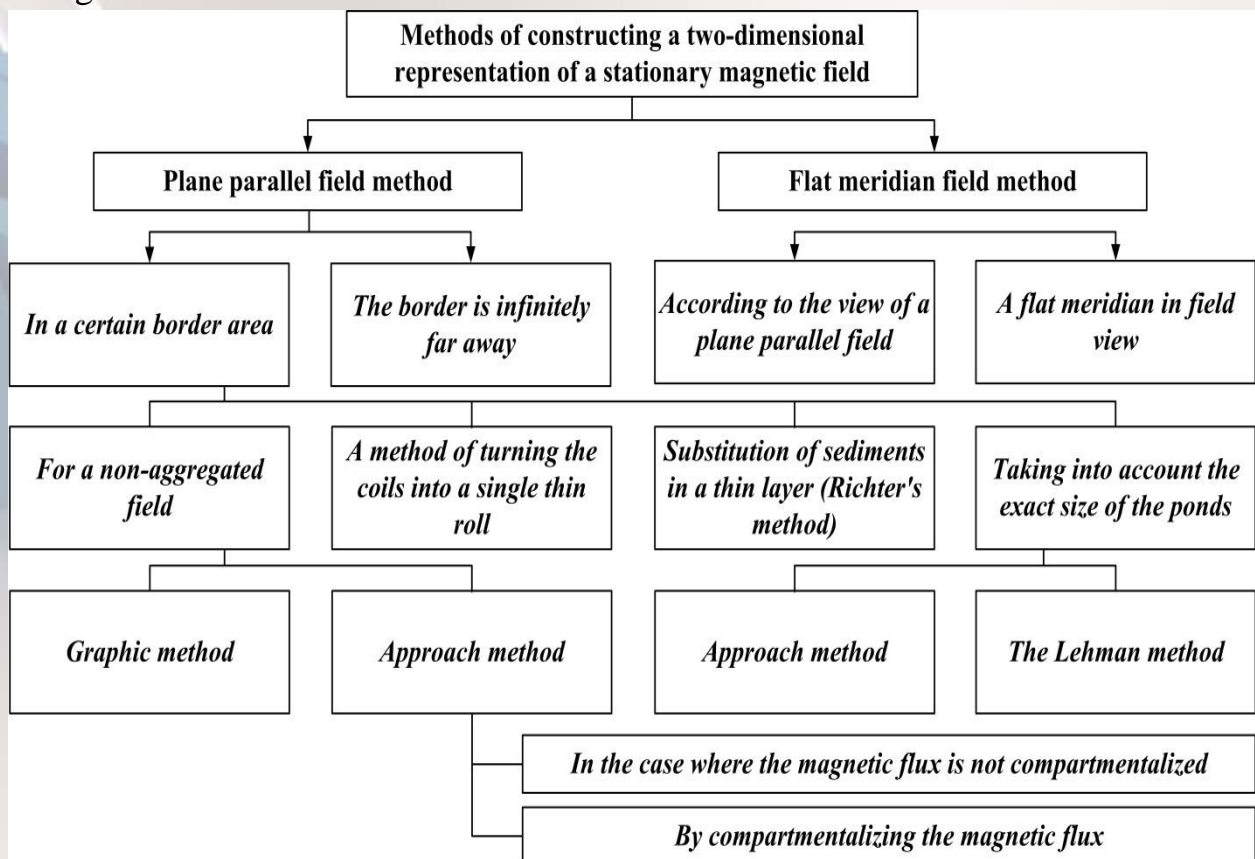 Methods of constructing a two-dimensional
representation of a stationary magnetic field
Plane parallel field method
Flat meridian field method
In a certain border area
The border is infinitely
far away
According to the view of a
plane parallel field
A flat meridian in field
view
For a non-aggregated
field
A method of turning the
coils into a single thin
roll
Substitution of sediments
in a thin layer (Richter's
method)
Taking into account the
exact size of the ponds
Graphic method
Approach method
Approach method
The Lehman method
In the case where the magnetic flux is not compartmentalized
By compartmentalizing the magnetic flux